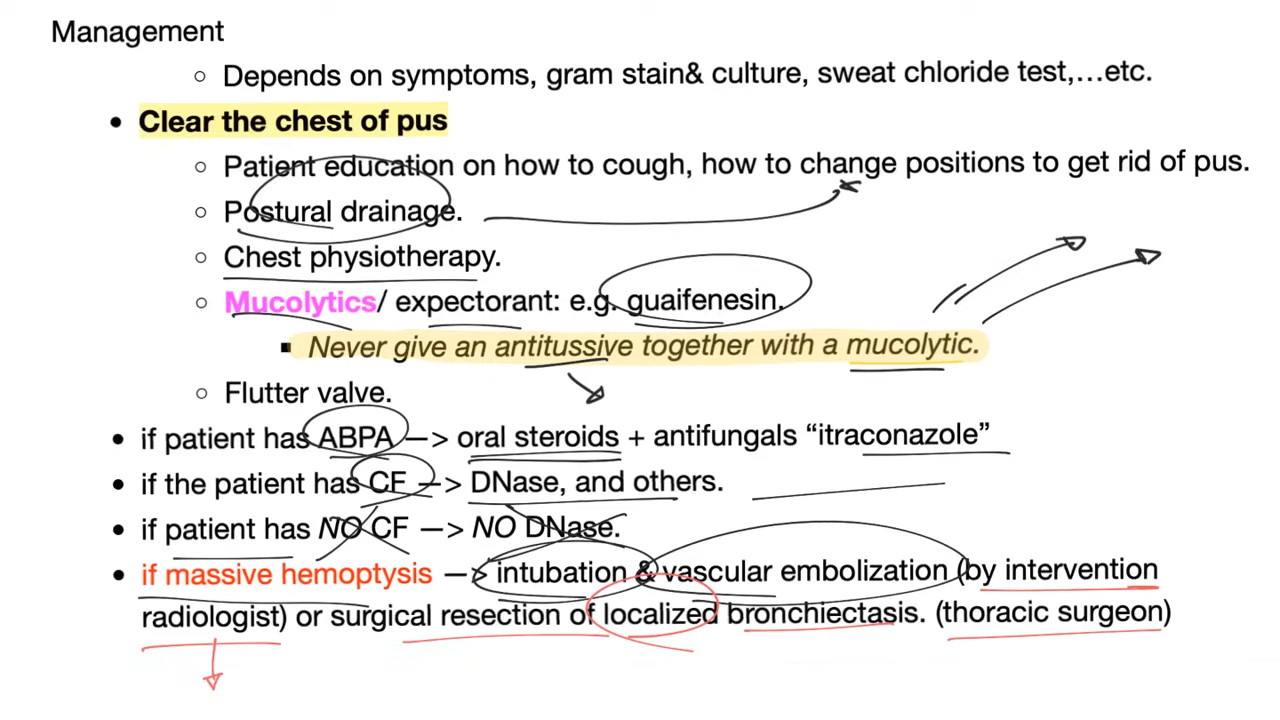 Management
Depends on symptoms, gram stain& culture, sweat chloride test,...etc.
Clear the chest of pus
Patient education on how to cough, how to change positions to get rid of pus.
Postural drainage.
Chest physiotherapy.
Mucolytics/ expectorant: e.g. guaifenesin.
Never give an antitussive together with a mucolytic.
Flutter valve.
if patient has ABPA —> oral steroids + antifungals “itraconazole”
if the patient has CF —> DNase, and others.
if patient has NO CF —> NO DNase.
if massive hemoptysis —> intubation & vascular embolization (by intervention
radiologist) or surgical resection of localized bronchiectasis. (thoracic surgeon)